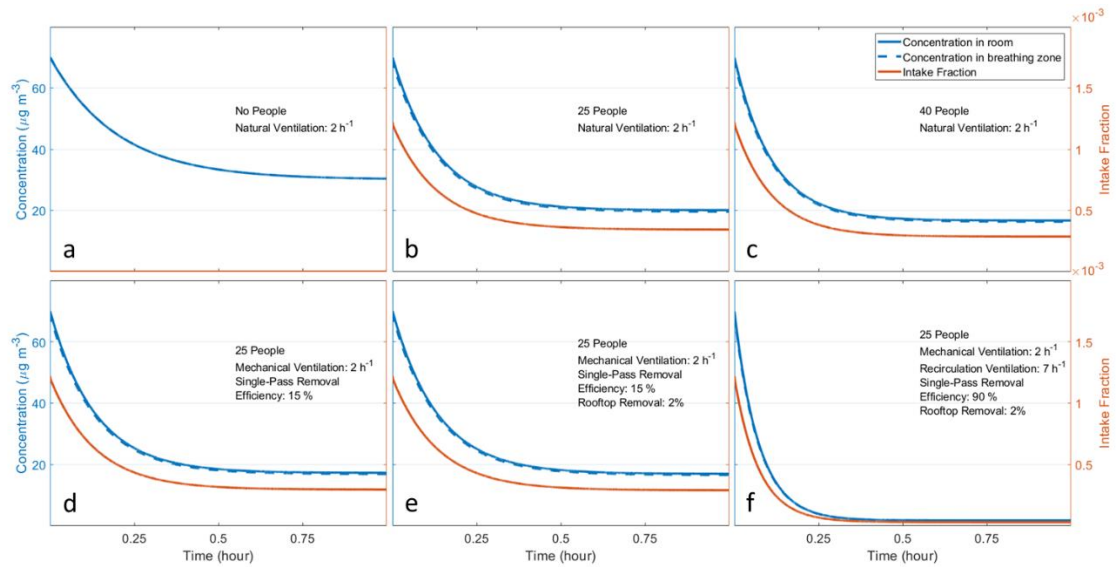 ×10-3
Concentration in room
Concentration in breathing zone
Intake Fraction
Concentration (μg m-3)
60
40
20
No People
Natural Ventilation: 2 h-1
a
25 People
Natural Ventilation: 2 h-1
b
40 People
Natural Ventilation: 2 h-1
c
1.5
1
0.5
Intake Fraction
×10-3
×10-3
Concentration (μg m-3)
60
40
20
25 People
Mechanical Ventilation: 2 h-1
Single-Pass Removal
Efficiency: 15 %
d
0.25
0.5
0.75
Time (hour)
25 People
Mechanical Ventilation: 2 h-1
Single-Pass Removal
Efficiency: 15 %
Rooftop Removal: 2%
e
0.25
0.5
0.75
Time (hour)
25 People
Mechanical Ventilation: 2 h-1
Recirculation Ventilation: 7 h-1
Single-Pass Removal
Efficiency: 90 %
Rooftop Removal: 2%
f
0.25
0.5
0.75
Time (hour)
1.5
1
0.5
Intake Fraction